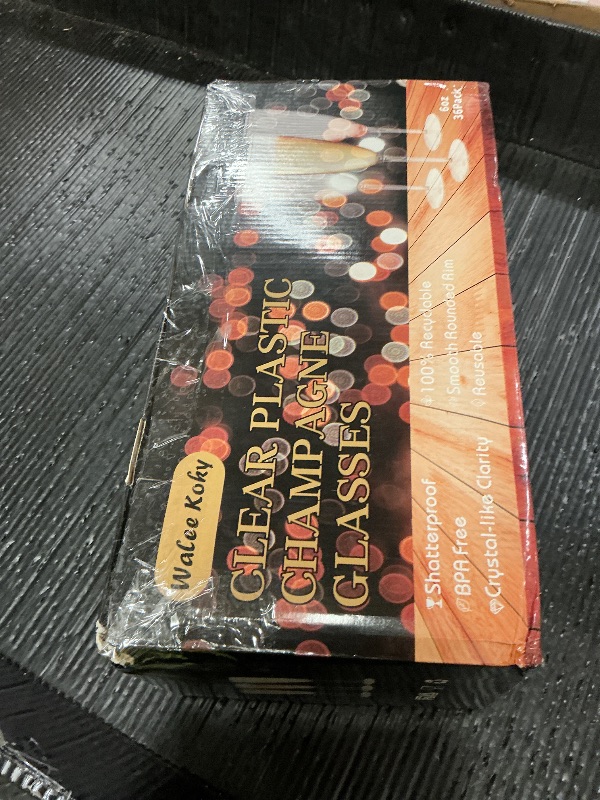 Walee Koky
CLEAR PLASTIC
CHAMPAGNE
GLASSES
Shatterproof
BPA free
Crystal-like Clarity
100% Recyclable
Smooth Rounded Rim
Reusable
6oz
36Pack